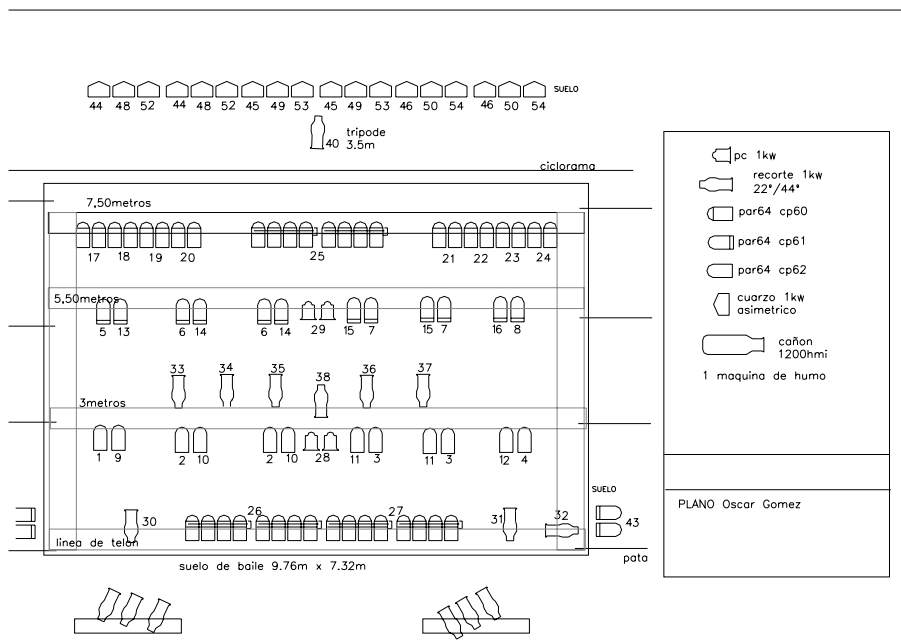 44 48 52 44 48 52 45 49 53 45 49 53 46 50 54 46 50 54
SUELO
40
tripode
3.5m
ciclorama
7,50metros
17 18 19 20 25 21 22 23 24
5,50metros
5 13 6 14 6 14 29 15 7 15 7 16 8
33 34 35 38 36 37
3metros
1 9 2 10 2 10 28 11 3 11 3 12 4
SUELO
30 26 27 31 32 43
linea de telon
pata
suelo de baile 9.76m x 7.32m
pc 1kw
recorte 1kw
22°/44°
par64 cp60
par64 cp61
par64 cp62
cuarzo 1kw
asimetrico
cañon
1200hmi
1 maquina de humo
PLANO Oscar Gomez